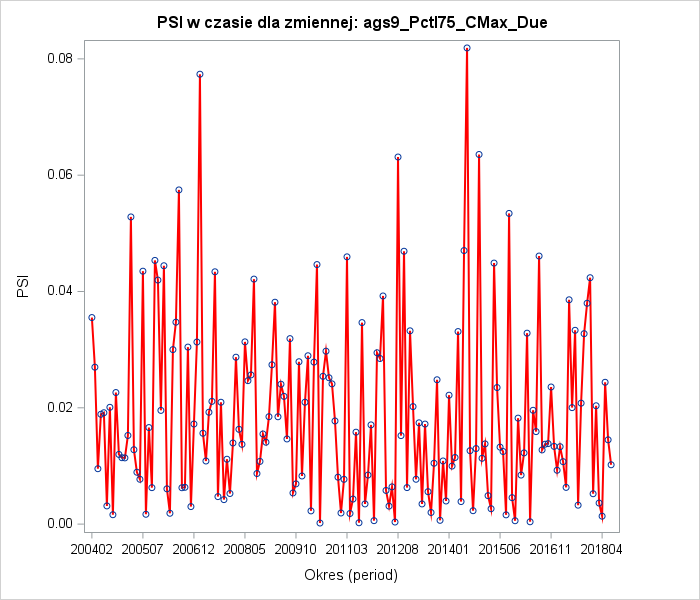 PSI w czasie dla zmiennej: ags9_Pctl75_CMax_Due
0.08
0.06
0.04
0.02
0.00
PSI
200402 200507 200612 200805 200910 201103 201208 201401 201506 201611 201804
Okres (period)